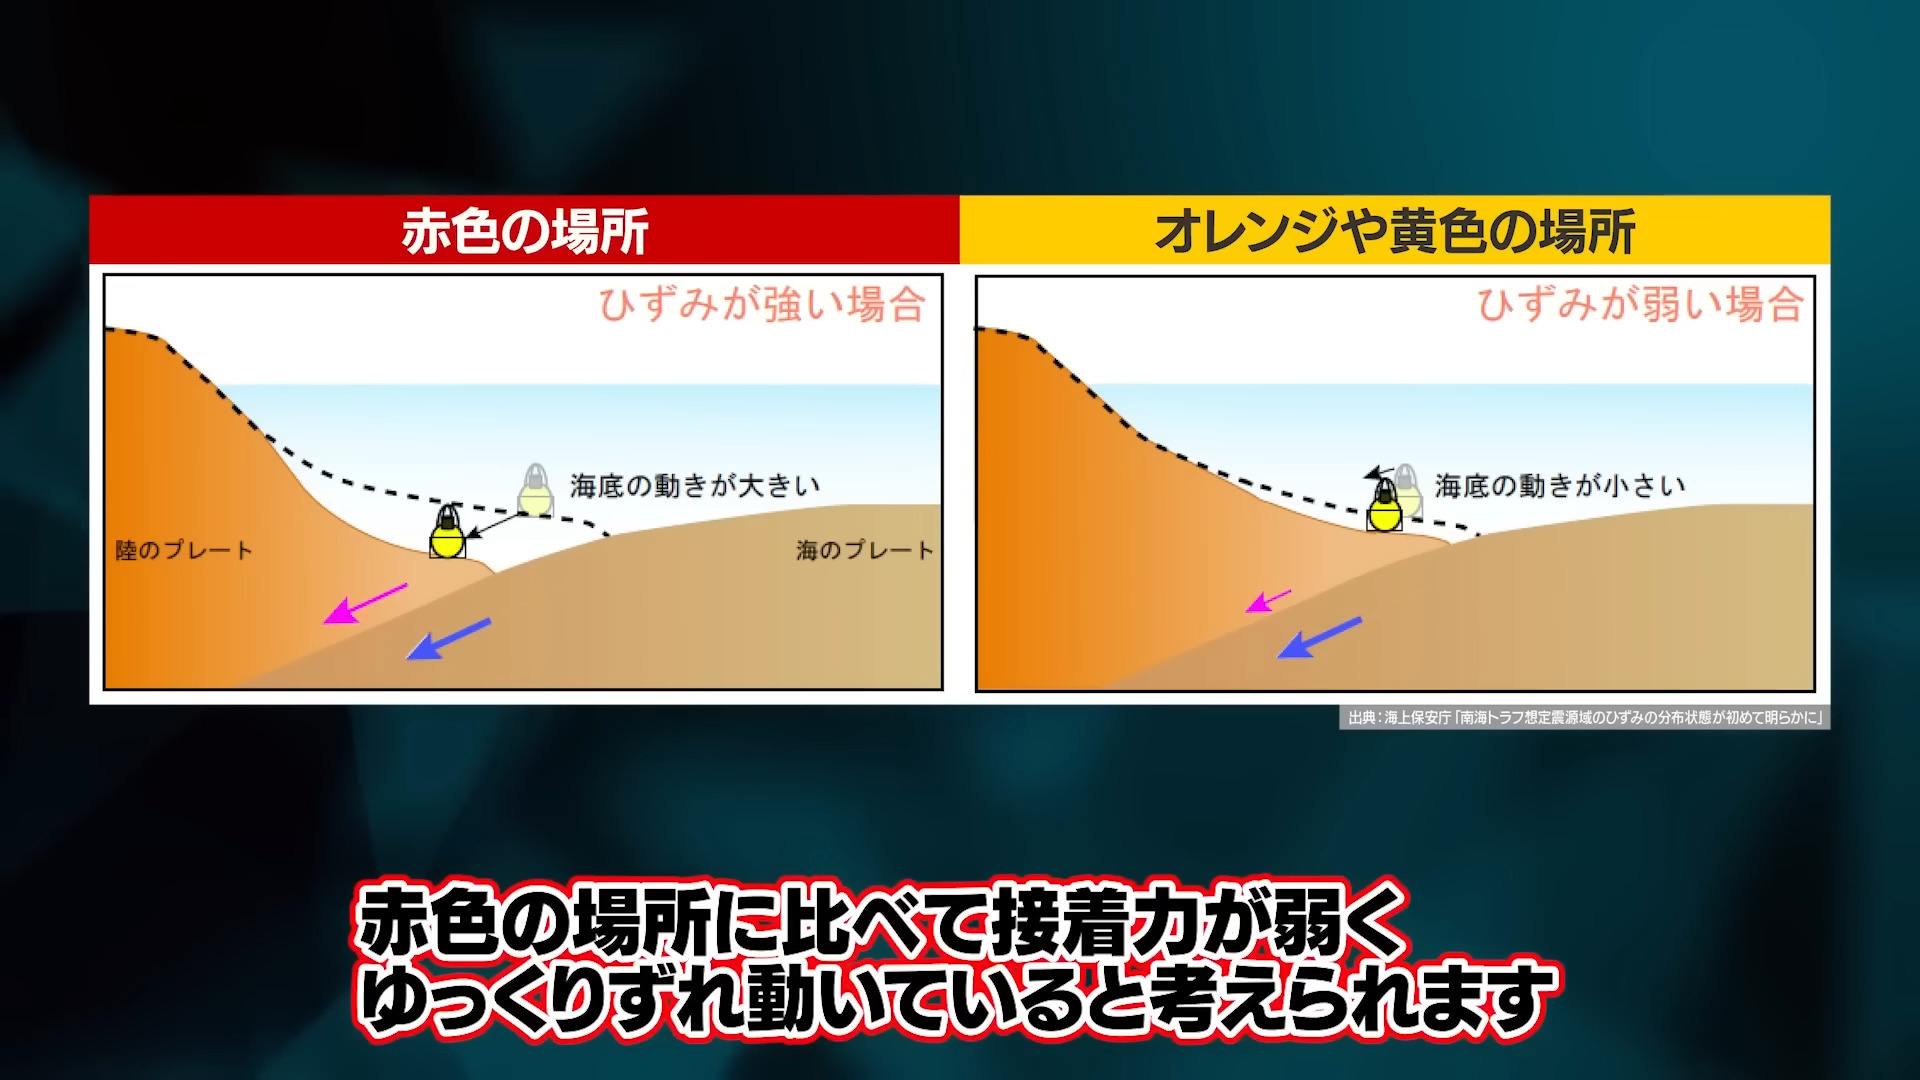 赤色の場所
オレンジや黄色の場所
ひずみが強い場合
海底の動きが大きい
陸のプレート
海のプレート
ひずみが弱い場合
海底の動きが小さい
出典：海上保安庁「南海トラフ想定震源域のひずみの分布状態が初めて明らかに」
赤色の場所に比べて接着力が弱く
ゆっくりずれ動いていると考えられます